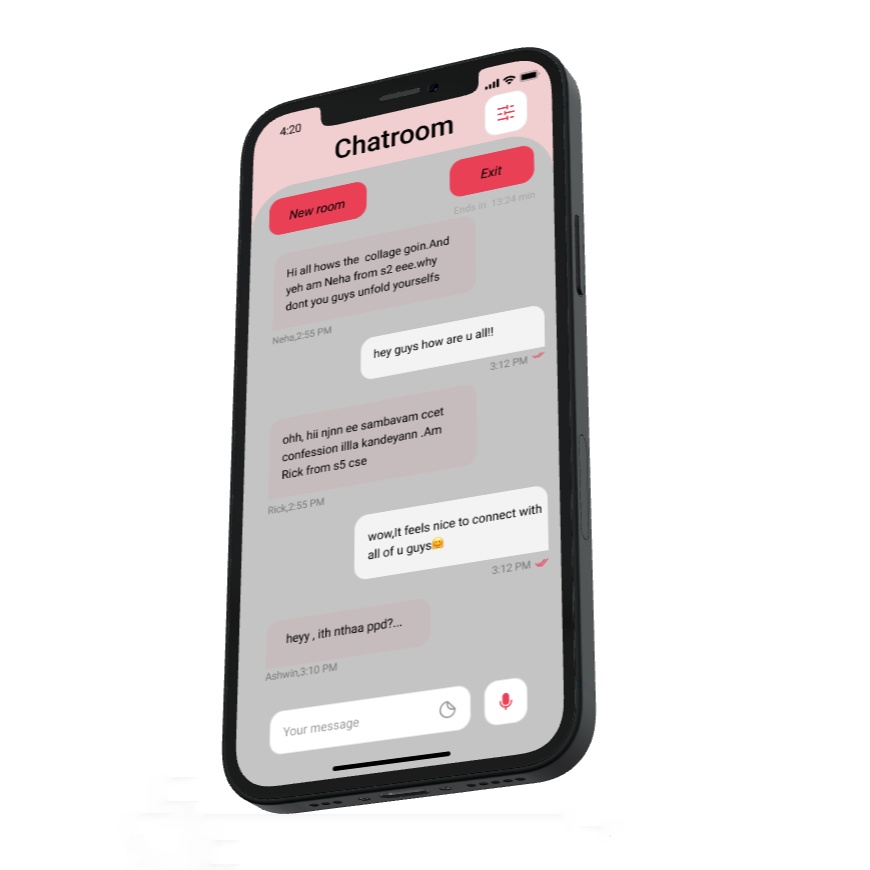 4:20
Chatroom
New room
Exit
Ends in 13:24 min
Hi all hows the collage goin.And
yeh am Neha from s2 eee.why
dont you guys unfold yourselfs
Neha,2:55 PM
hey guys how are u all!!
3:12 PM
ohh, hii njnn ee sambavam ccet
confession illla kandeyann .Am
Rick from s5 cse
Rick,2:55 PM
wow,It feels nice to connect with
all of u guys😊
3:12 PM
heyy , ith nthaa ppd?...
Ashwin,3:10 PM
Your message